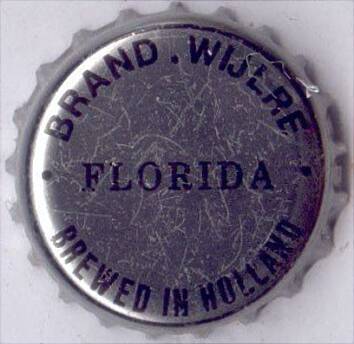 BRAND . WIJLRE
FLORIDA
BREWED IN HOLLAND